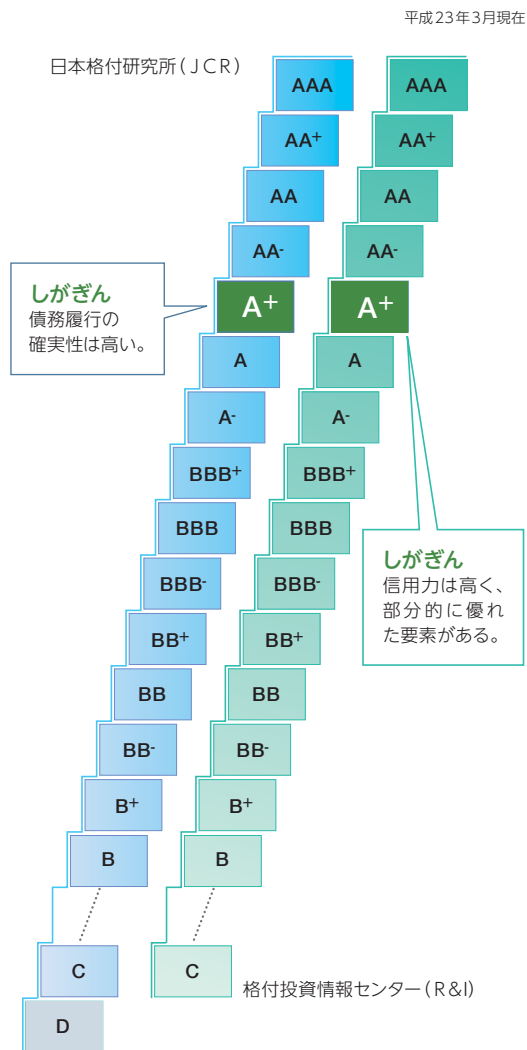 平成23年3月現在
日本格付研究所(JCR)
AAA
AA+
AA
AA-
A+
A
A-
BBB+
BBB
BBB-
BB+
BB
BB-
B+
B
C
D
しがぎん
債務履行の
確実性は高い。
AAA
AA+
AA
AA-
A+
A
A-
BBB+
BBB
BBB-
BB+
BB
BB-
B+
B
C
しがぎん
信用力は高く、
部分的に優れ
た要素がある。
格付投資情報センター(R&I)